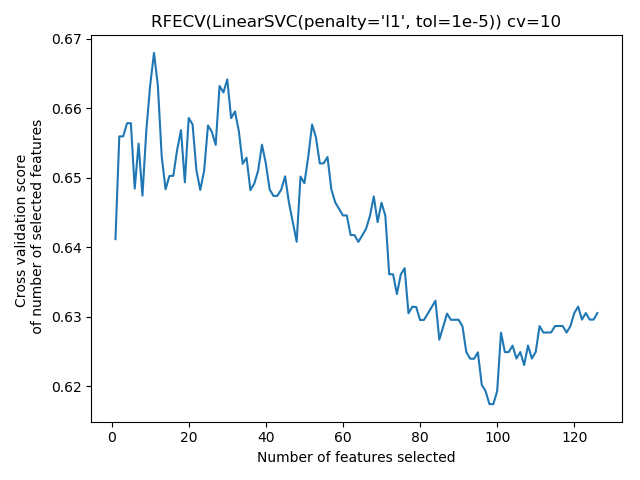 RFECV(LinearSVC(penalty='l1', tol=1e-5)) cv=10
0.67
0.66
0.65
0.64
0.63
0.62
Cross validation score
of number of selected features
0 20 40 60 80 100 120
Number of features selected